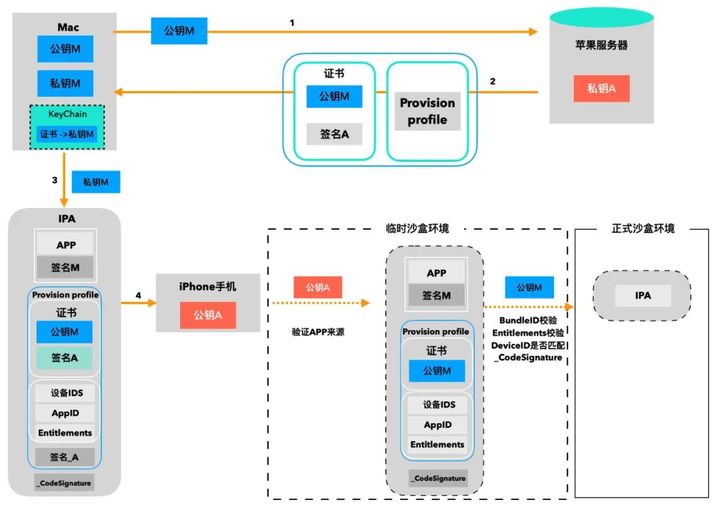 Mac
公钥M
私钥M
KeyChain
证书 ->私钥M
1
公钥M
苹果服务器
私钥A
2
证书
公钥M
签名A
Provision
profile
3
私钥M
IPA
APP
签名M
Provision profile
证书
公钥M
签名A
设备IDS
AppID
Entitlements
签名_A
_CodeSignature
4
iPhone手机
公钥A
临时沙盒环境
公钥A
验证APP来源
APP
签名M
Provision profile
证书
公钥M
设备IDS
AppID
Entitlements
_CodeSignature
公钥M
BundleID校验
Entitlements校验
DeviceID是否匹配
_CodeSignature
正式沙盒环境
IPA